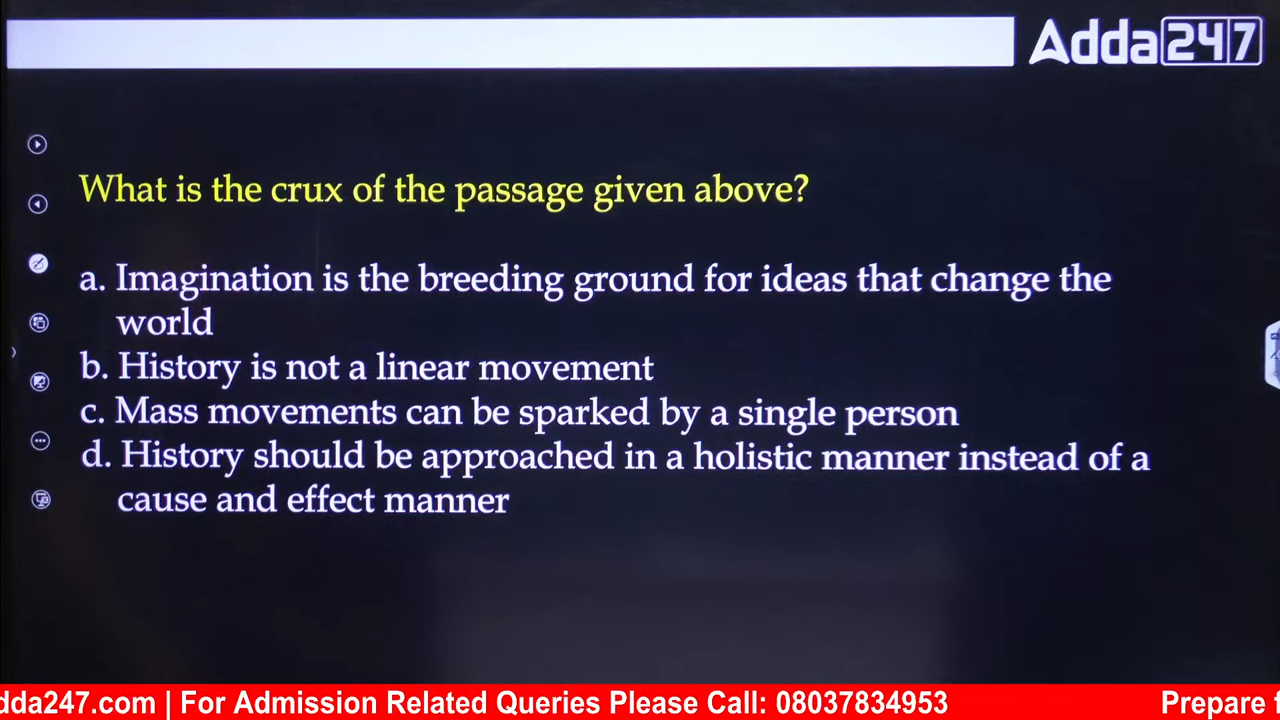 Adda247
What is the crux of the passage given above?
a. Imagination is the breeding ground for ideas that change the
world
b. History is not a linear movement
c. Mass movements can be sparked by a single person
d. History should be approached in a holistic manner instead of a
cause and effect manner
dda247.com | For Admission Related Queries Please Call: 08037834953 Prepare